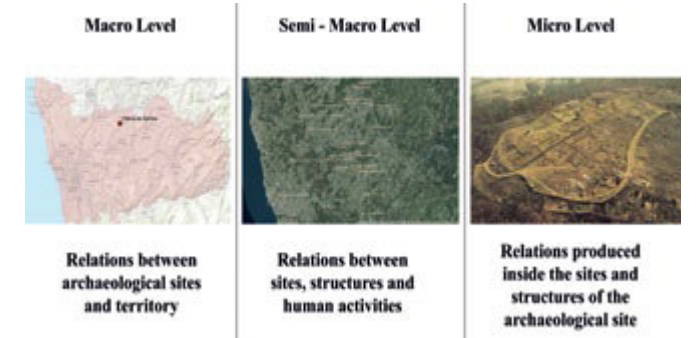 Macro Level
Semi - Macro Level
Micro Level
Relations between
archaeological sites
and territory
Relations between
sites, structures and
human activities
Relations produced
inside the sites and
structures of the
archaeological site